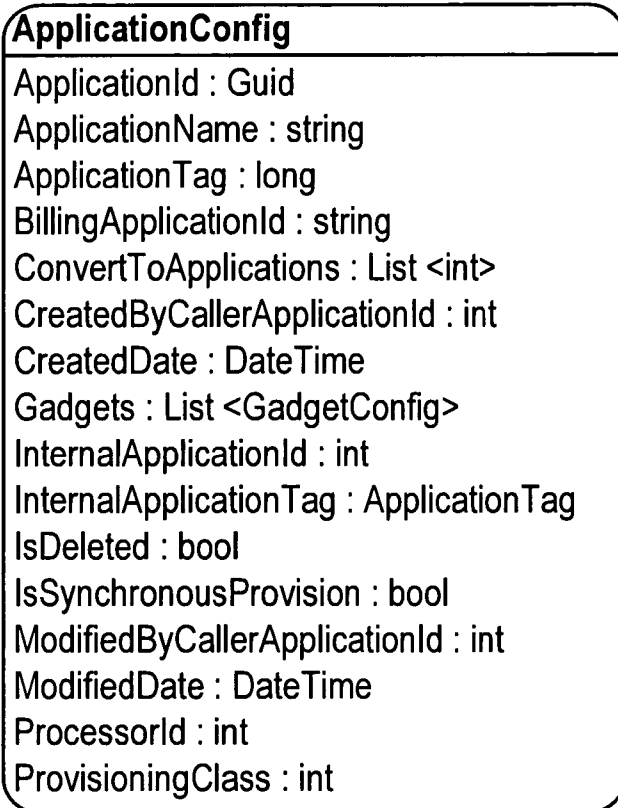 ApplicationConfig
ApplicationId : Guid
ApplicationName : string
ApplicationTag : long
BillingApplicationId : string
ConvertToApplications : List <int>
CreatedByCallerApplicationId : int
CreatedDate : DateTime
Gadgets : List <GadgetConfig>
InternalApplicationId : int
InternalApplicationTag : ApplicationTag
IsDeleted : bool
IsSynchronousProvision : bool
ModifiedByCallerApplicationId : int
ModifiedDate : DateTime
ProcessorId : int
ProvisioningClass : int